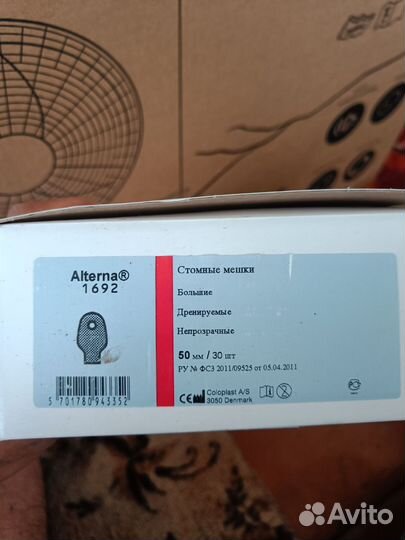 Alterna®
1692
Стомные мешки
Большие
Дренируемые
Непрозрачные
50 мм / 30 шт
РУ № ФСЗ 2011/09525 от 05.04.2011
CE Coloplast A/S
3050 Denmark
5 701780 943352
Avito